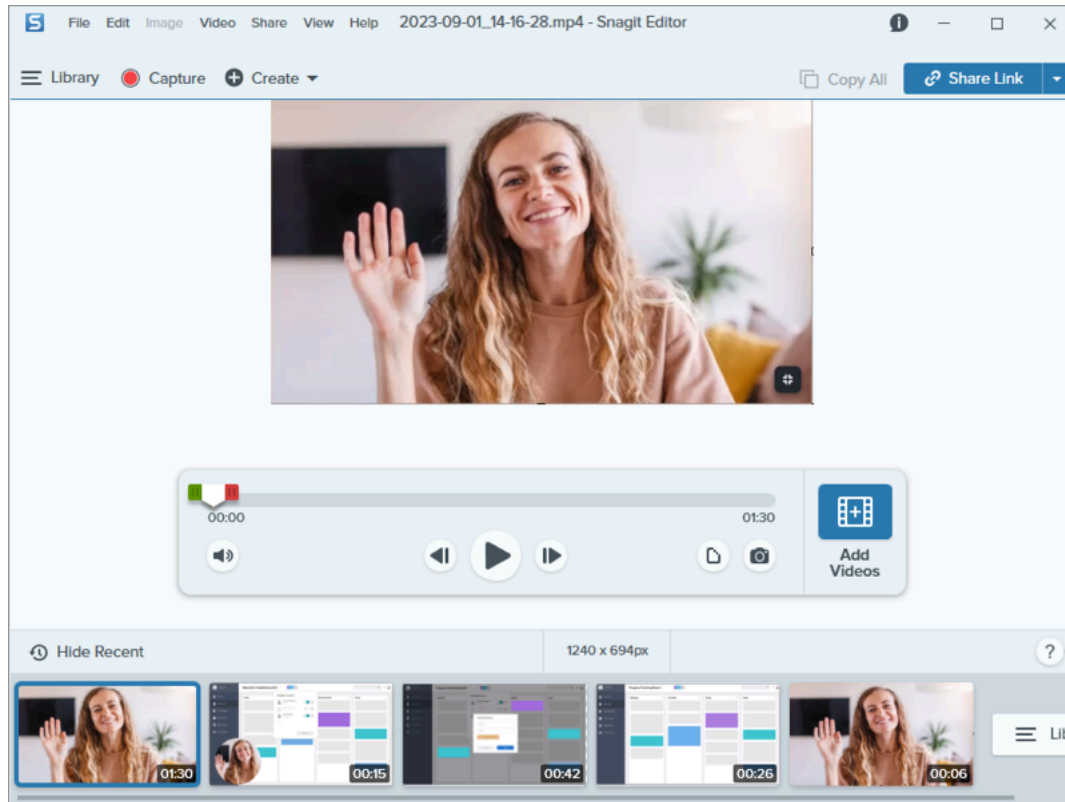 S File Edit Image Video Share View Help 2023-09-01_14-16-28.mp4 - Snagit Editor
Library Capture Create Copy All Share Link
00:00 01:30
Add
Videos
Hide Recent 1240 x 694px ?
01:30 00:15 00:42 00:26 00:06